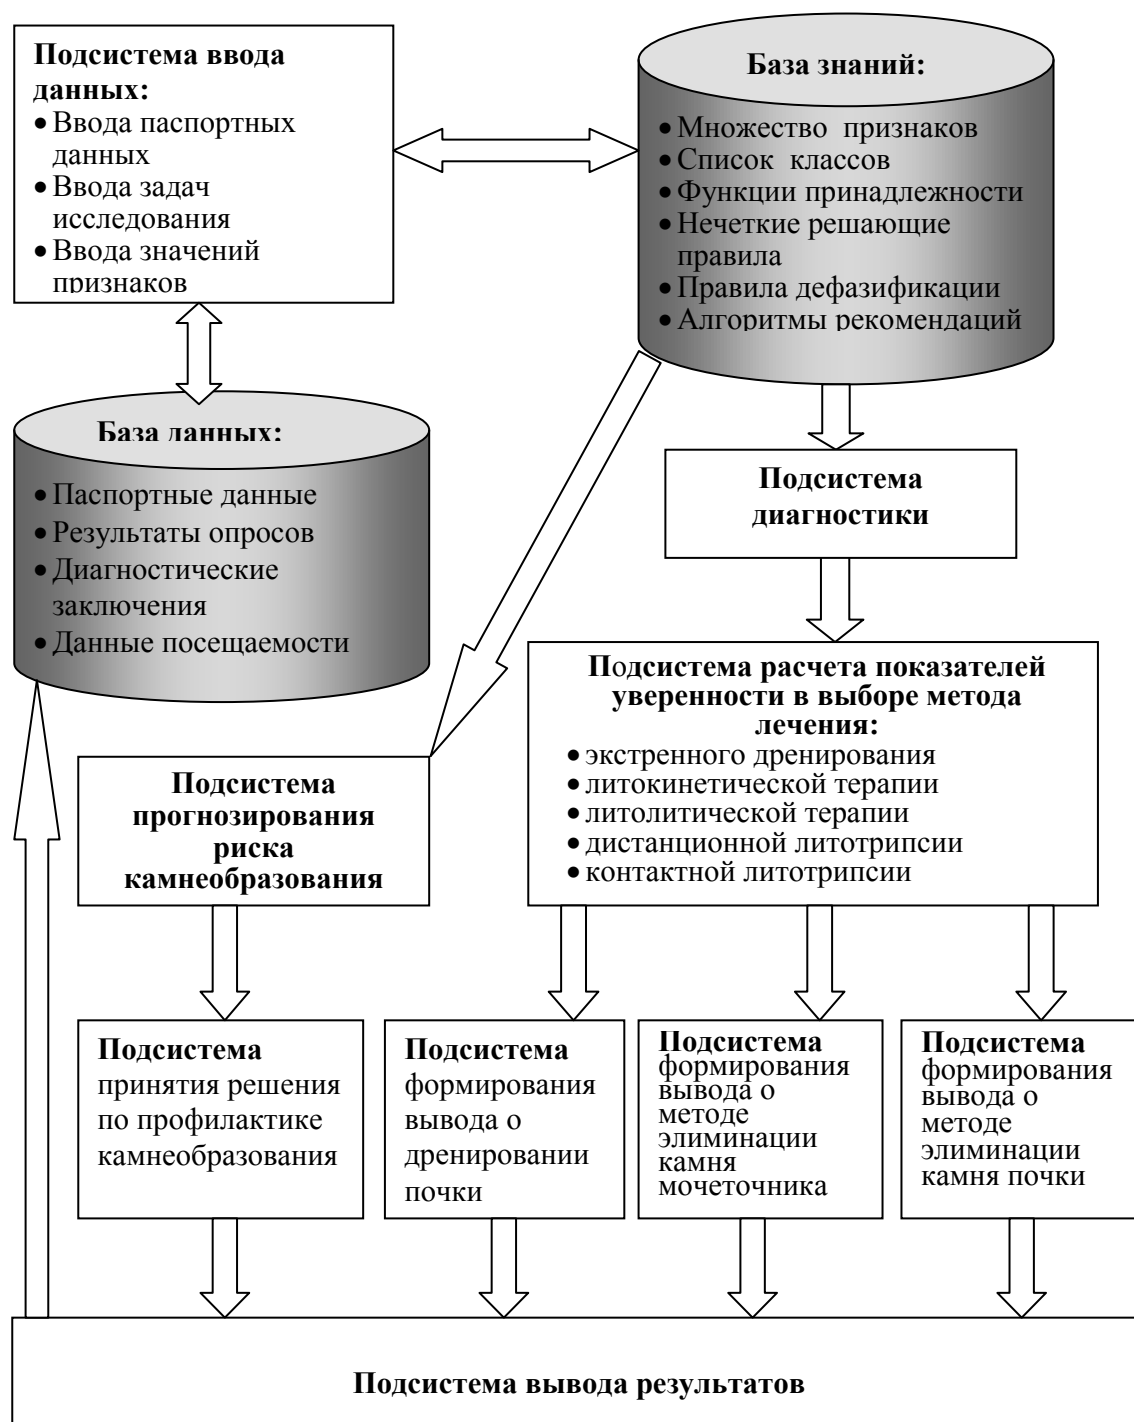 Подсистема ввода
данных:
• Ввода паспортных
данных
• Ввода задач
исследования
• Ввода значений
признаков
База знаний:
• Множество признаков
• Список классов
• Функции принадлежности
• Нечеткие решающие
правила
• Правила дефазификации
• Алгоритмы рекомендаций
База данных:
• Паспортные данные
• Результаты опросов
• Диагностические
заключения
• Данные посещаемости
Подсистема
диагностики
Подсистема расчета показателей
уверенности в выборе метода
лечения:
• экстренного дренирования
• литокинетической терапии
• литолитической терапии
• дистанционной литотрипсии
• контактной литотрипсии
Подсистема
прогнозирования
риска
камнеобразования
Подсистема
принятия решения
по профилактике
камнеобразования
Подсистема
формирования
вывода о
дренировании
почки
Подсистема
формирования
вывода о
методе
элиминации
камня
мочеточника
Подсистема
формирования
вывода о
методе
элиминации
камня почки
Подсистема вывода результатов